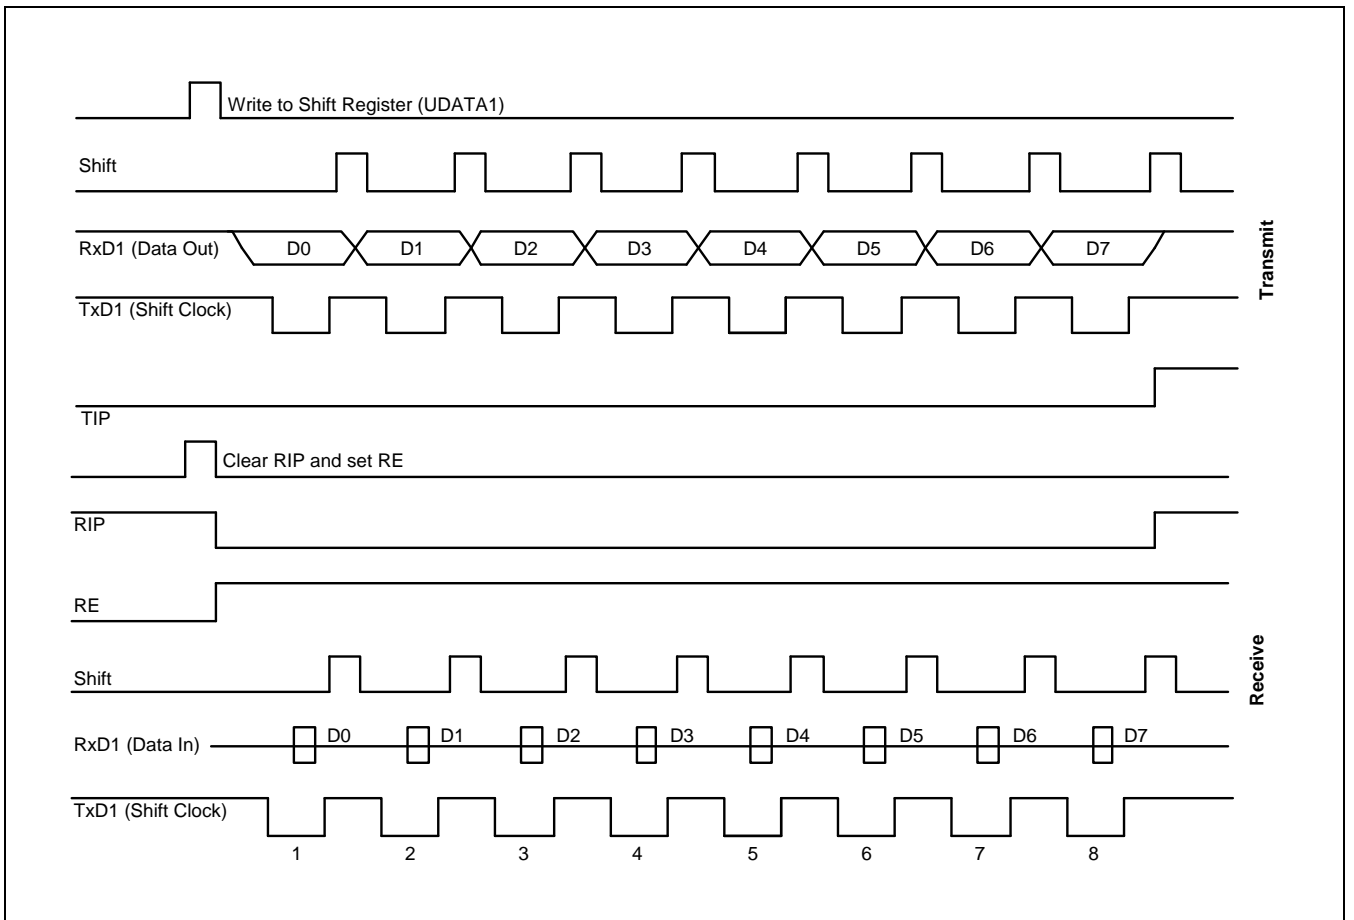 Write to Shift Register (UDATA1)
Shift
RxD1 (Data Out)
D0
D1
D2
D3
D4
D5
D6
D7
TxD1 (Shift Clock)
TIP
Transmit
Clear RIP and set RE
RIP
RE
Shift
RxD1 (Data In)
D0
D1
D2
D3
D4
D5
D6
D7
TxD1 (Shift Clock)
1
2
3
4
5
6
7
8
Receive